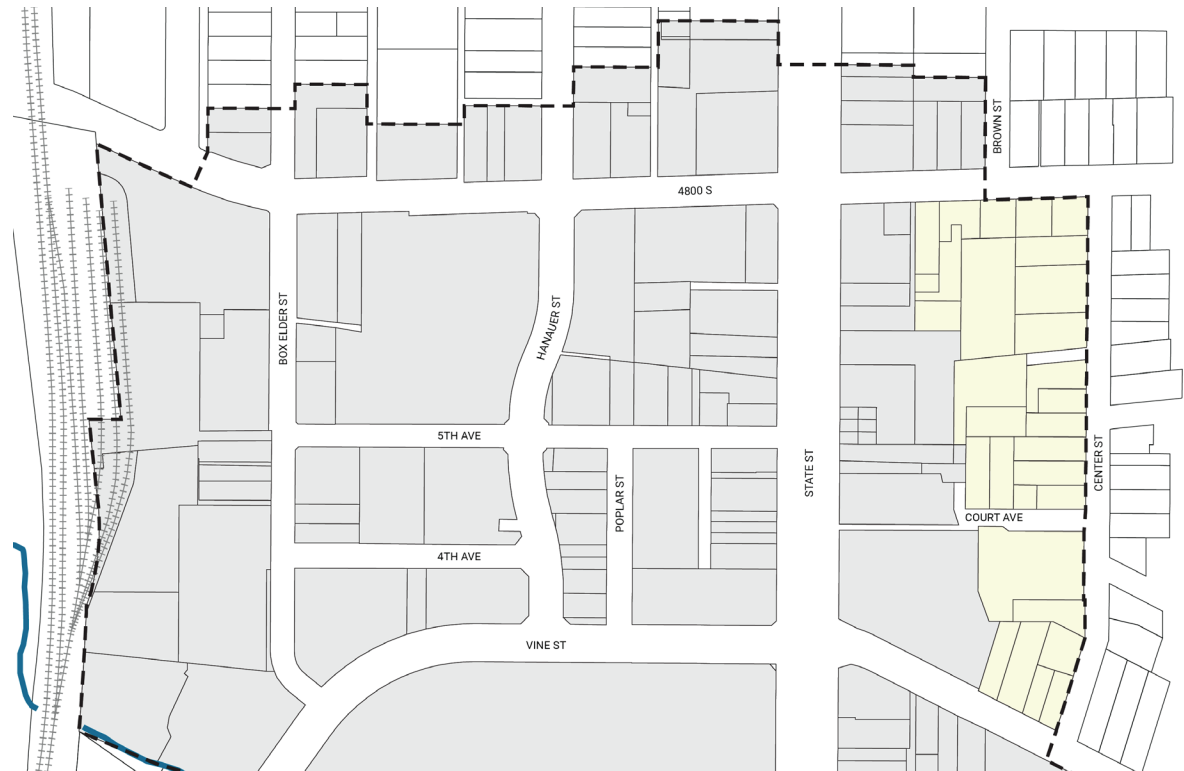 BROWN ST
4800 S
BOX ELDER ST
HANAUER ST
5TH AVE
POPLAR ST
STATE ST
CENTER ST
COURT AVE
4TH AVE
VINE ST